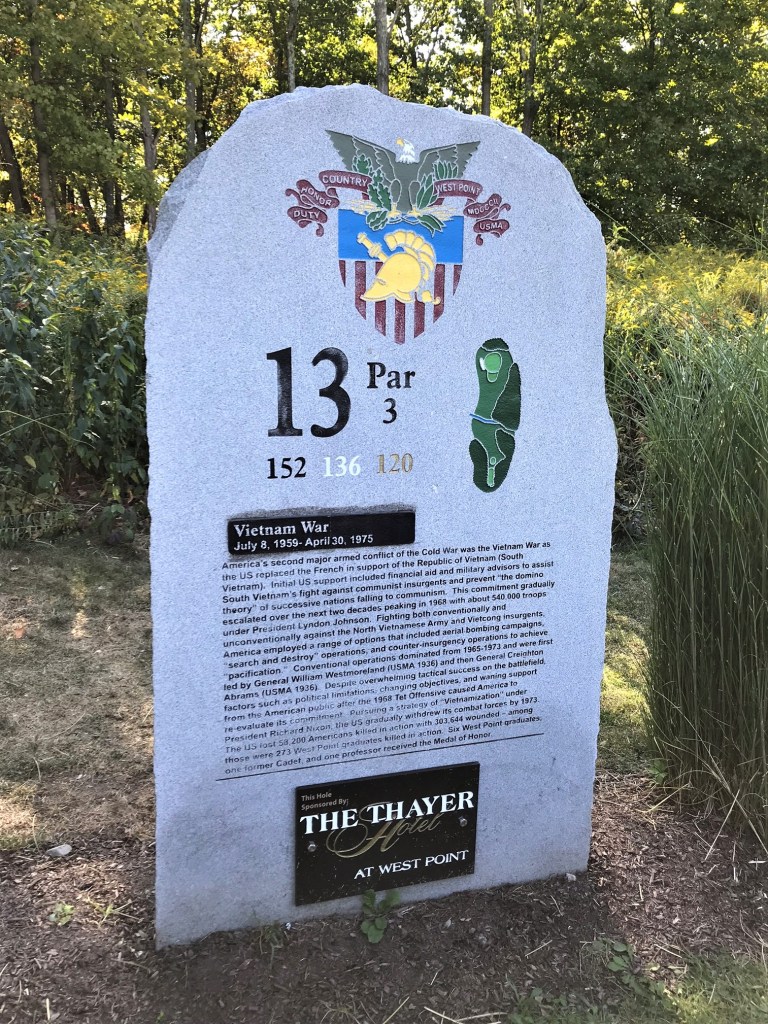 COUNTRY
HONOR
DUTY
WEST POINT
MDCCCII
USMA
13 Par
3
152 136 120
Vietnam War
July 8, 1959- April 30, 1975
America's second major armed conflict of the Cold War was the Vietnam War as
the US replaced the French in support of the Republic of Vietnam (South
Vietnam). Initial US support included financial aid and military advisors to assist
South Vietnam's fight against communist insurgents and prevent "the domino
theory" of successive nations falling to communism. This commitment gradually
escalated over the next two decades peaking in 1968 with about 540,000 troops
under President Lyndon Johnson. Fighting both conventionally and
unconventionally against the North Vietnamese Army and Vietcong insurgents,
America employed a range of options that included aerial bombing campaigns,
"search and destroy" operations, and counter-insurgency operations to achieve
"pacification." Conventional operations dominated from 1965-1973 and were first
led by General William Westmoreland (USMA 1936) and then General Creighton
Abrams (USMA 1936). Despite overwhelming tactical success on the battlefield,
factors such as political limitations, changing objectives, and waning support
from the American public after the 1968 Tet Offensive caused America to
re-evaluate its commitment. Pursuing a strategy of "Vietnamization" under
President Richard Nixon, the US gradually withdrew its combat forces by 1973.
The US lost 58,200 Americans killed in action with 303,644 wounded – among
those were 273 West Point graduates killed in action. Six West Point graduates,
one former Cadet, and one professor received the Medal of Honor.
This Hole
Sponsored By:
THE THAYER
Hotel
AT WEST POINT